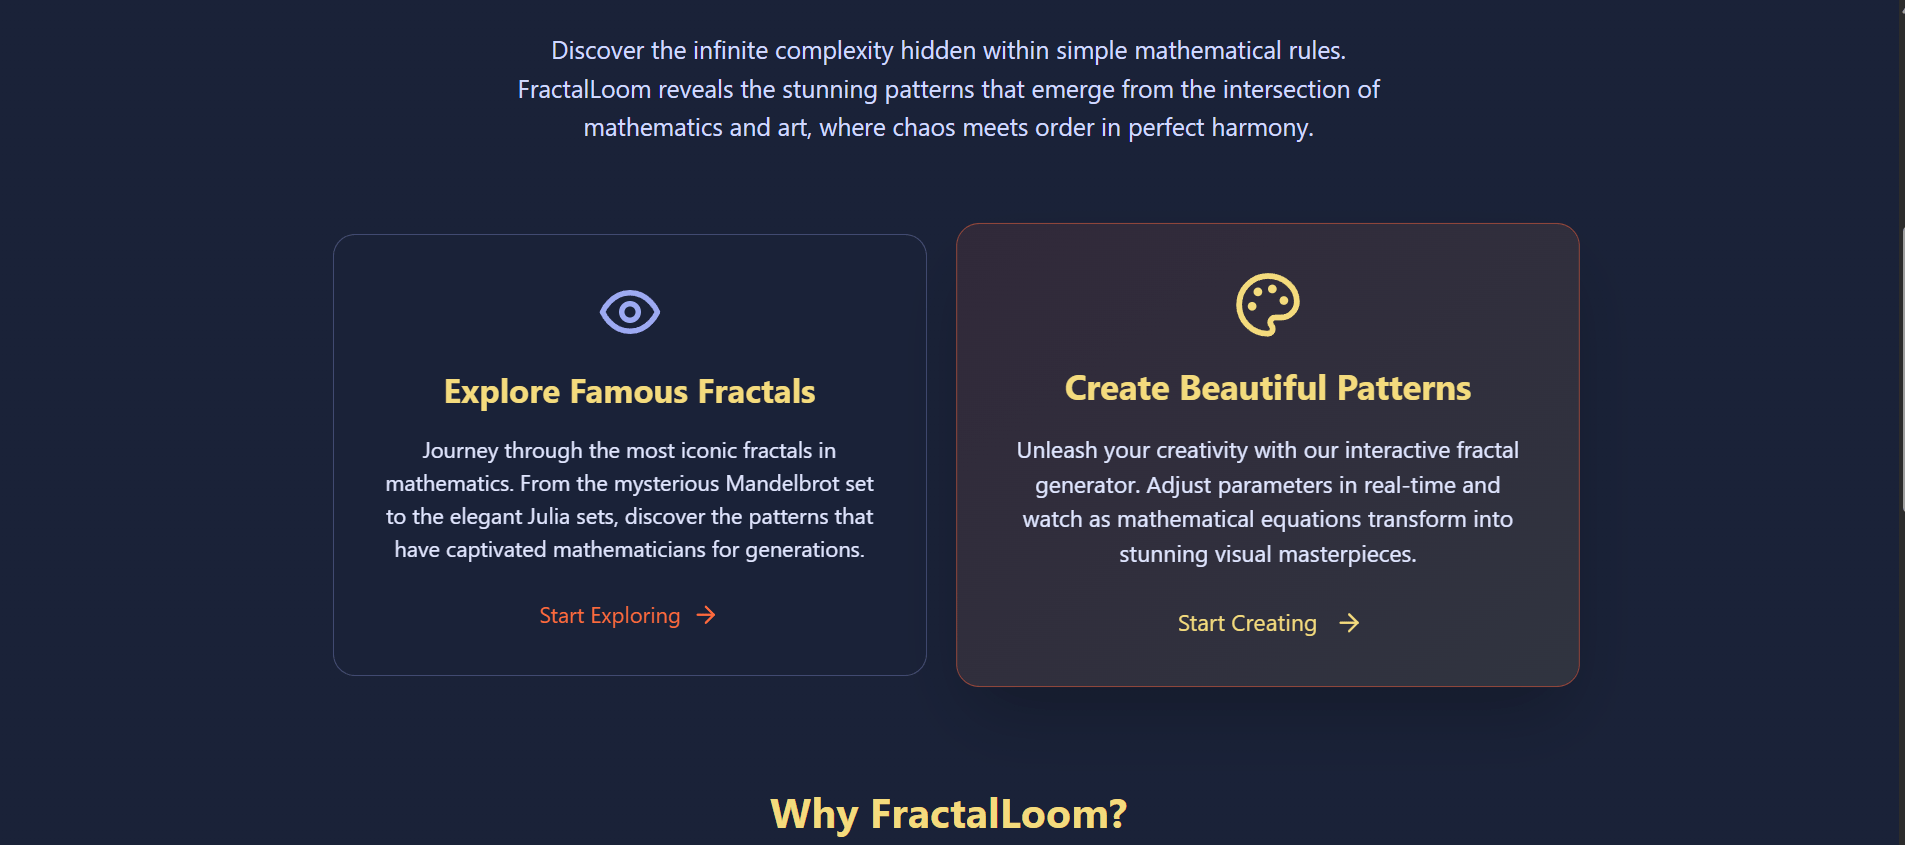 Discover the infinite complexity hidden within simple mathematical rules.
FractalLoom reveals the stunning patterns that emerge from the intersection of
mathematics and art, where chaos meets order in perfect harmony.
Explore Famous Fractals
Journey through the most iconic fractals in
mathematics. From the mysterious Mandelbrot set
to the elegant Julia sets, discover the patterns that
have captivated mathematicians for generations.
Start Exploring
Create Beautiful Patterns
Unleash your creativity with our interactive fractal
generator. Adjust parameters in real-time and
watch as mathematical equations transform into
stunning visual masterpieces.
Start Creating
Why FractalLoom?